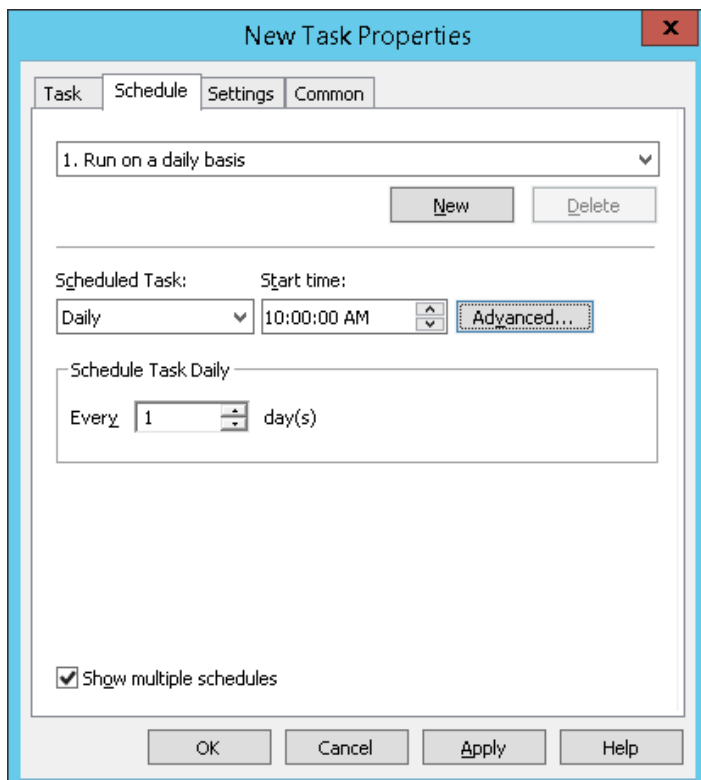 New Task Properties x
Task Schedule Settings Common
1. Run on a daily basis
New Delete
Scheduled Task: Start time:
Daily 10:00:00 AM Advanced...
Schedule Task Daily
Every 1 day(s)
Show multiple schedules
OK Cancel Apply Help